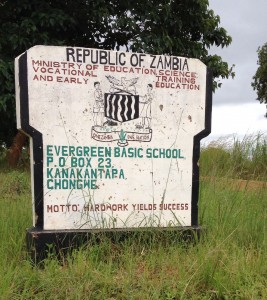 REPUBLIC OF ZAMBIA
MINISTRY OF EDUCATION, SCIENCE
VOCATIONAL TRAINING
AND EARLY EDUCATION
EVERGREEN BASIC SCHOOL
P.O BOX 23,
KANAKANTAPA,
CHONGWE.
MOTTO: HARDWORK YIELDS SUCCESS